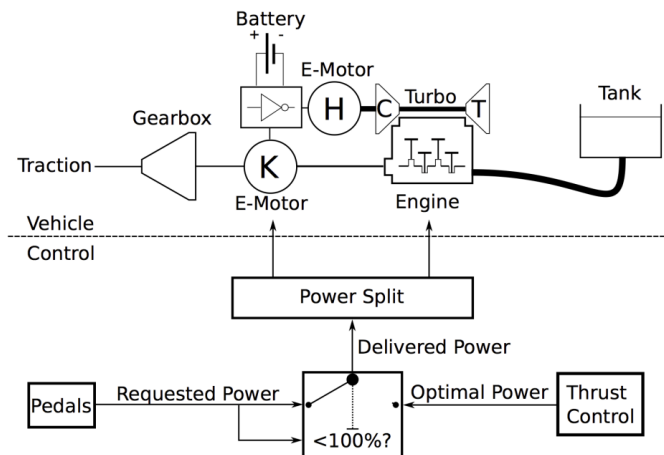 Battery
+ -
E-Motor
H
C
Turbo
T
Tank
Gearbox
Traction
K
E-Motor
Engine
Vehicle
Control
Power Split
Delivered Power
Pedals
Requested Power
<100%?
Optimal Power
Thrust
Control